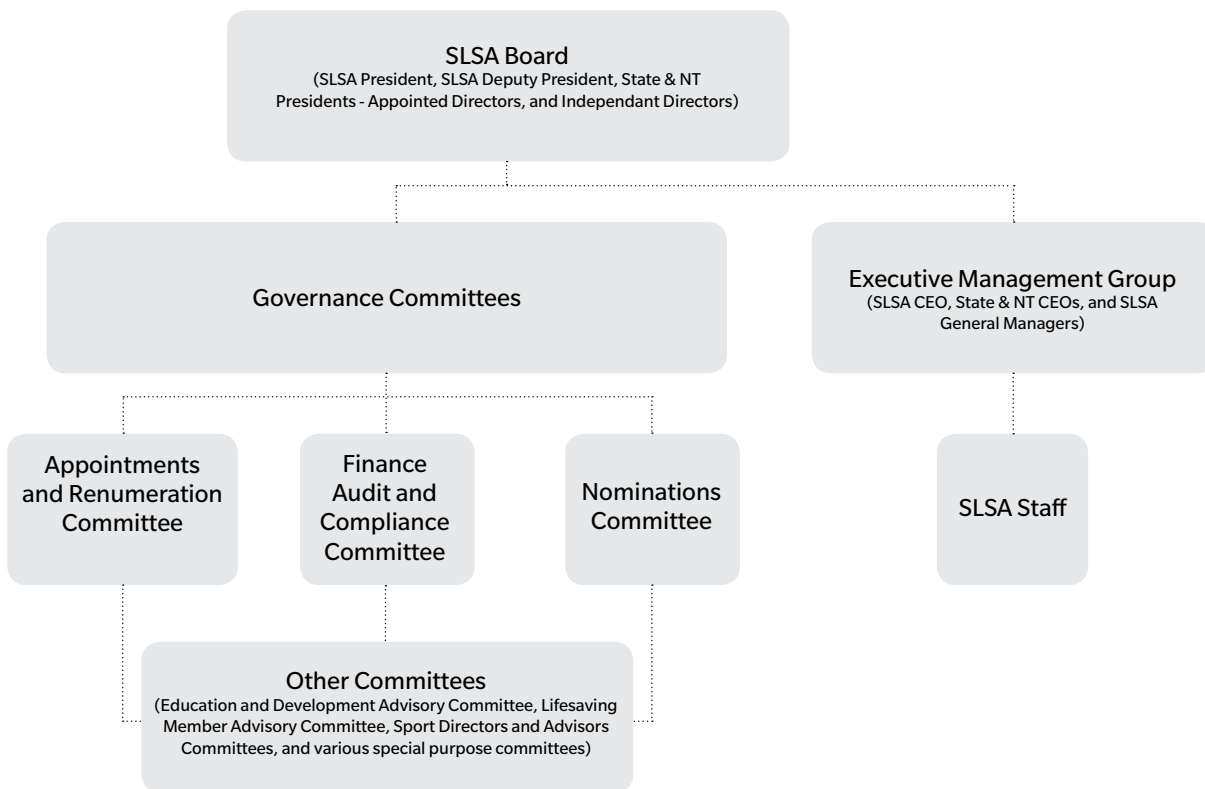 SLSA Board
(SLSA President, SLSA Deputy President, State & NT
Presidents - Appointed Directors, and Independant Directors)
Governance Committees
Executive Management Group
(SLSA CEO, State & NT CEOs, and SLSA
General Managers)
Appointments
and Renumeration
Committee
Finance
Audit and
Compliance
Committee
Nominations
Committee
SLSA Staff
Other Committees
(Education and Development Advisory Committee, Lifesaving
Member Advisory Committee, Sport Directors and Advisors
Committees, and various special purpose committees)